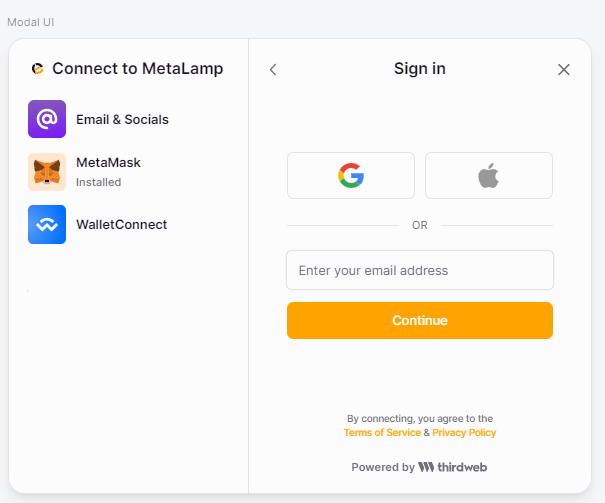 Modal UI
Connect to MetaLamp
Email & Socials
MetaMask
Installed
WalletConnect
Sign in
OR
Enter your email address
Continue
By connecting, you agree to the
Terms of Service & Privacy Policy
Powered by thirdweb